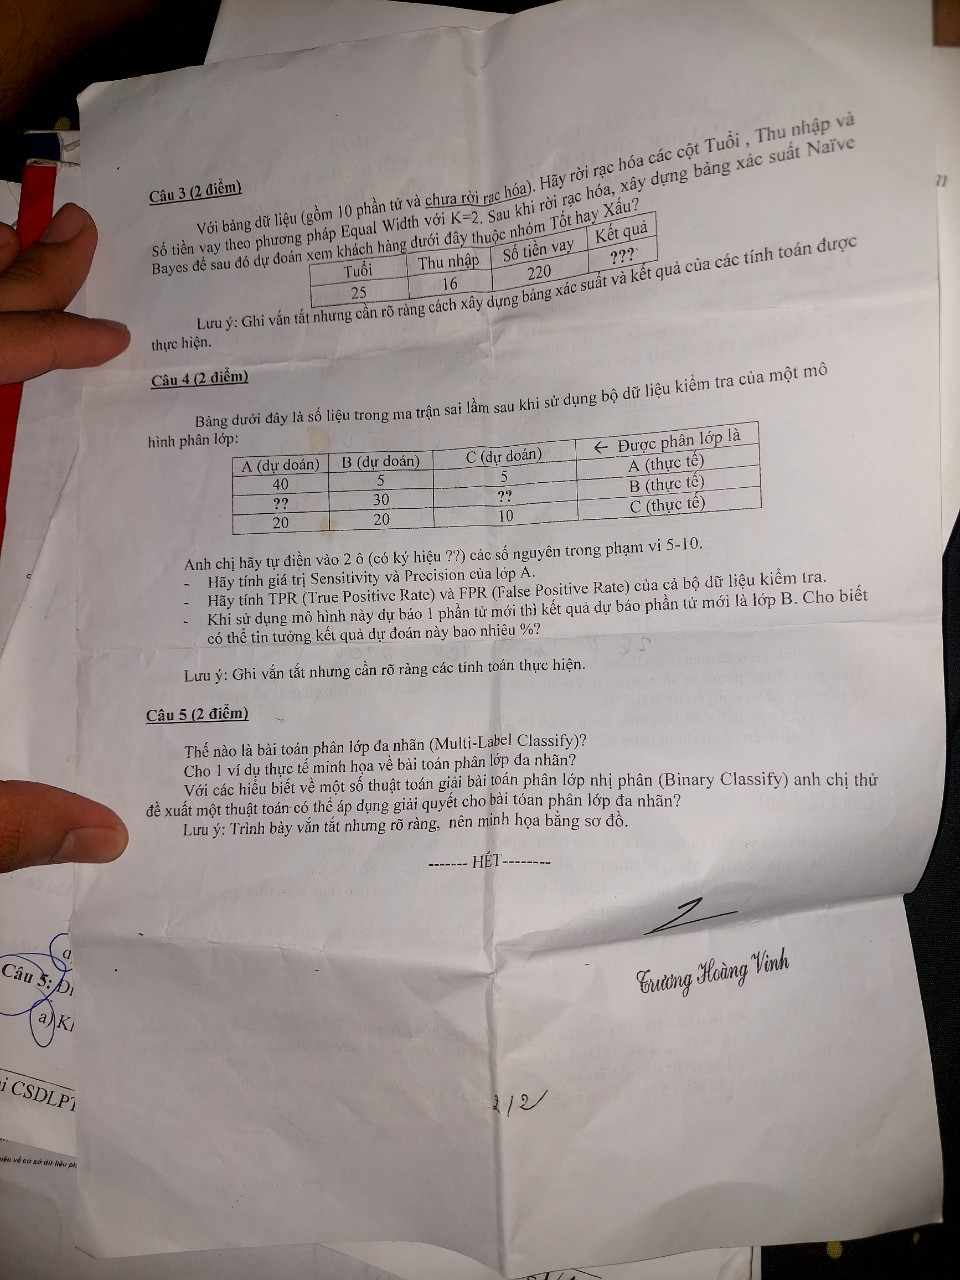 Câu 3 (2 điểm)
Với bảng dữ liệu (gồm 10 phần tử và chưa rời rạc hóa). Hãy rời rạc hóa các cột Tuổi , Thu nhập và
Số tiền vay theo phương pháp Equal Width với K=2. Sau khi rời rạc hóa, xây dựng bảng xác suất Naïve
Bayes để sau đó dự đoán xem khách hàng dưới đây thuộc nhóm Tốt hay Xấu?
Tuổi Thu nhập Số tiền vay Kết quả
25 16 220 ???
Lưu ý: Ghi vắn tắt nhưng cần rõ ràng cách xây dựng bảng xác suất và kết quả của các tính toán được
thực hiện.
Câu 4 (2 điểm)
Bảng dưới đây là số liệu trong ma trận sai lầm sau khi sử dụng bộ dữ liệu kiểm tra của một mô
hình phân lớp:
A (dự doán) B (dự doán) C (dự doán) ← Được phân lớp là
40 5 5 A (thực tế)
?? 30 ?? B (thực tế)
20 20 10 C (thực tế)
Anh chị hãy tự điền vào 2 ô (có ký hiệu ??) các số nguyên trong phạm vi 5-10.
- Hãy tính giá trị Sensitivity và Precision của lớp A.
- Hãy tính TPR (True Positive Rate) và FPR (False Positive Rate) của cả bộ dữ liệu kiểm tra.
- Khi sử dụng mô hình này dự báo 1 phần tử mới thì kết quả dự báo phần tử mới là lớp B. Cho biết
có thể tin tưởng kết quả dự đoán này bao nhiêu %?
Lưu ý: Ghi vắn tắt nhưng cần rõ ràng các tính toán thực hiện.
Câu 5 (2 điểm)
Thế nào là bài toán phân lớp đa nhãn (Multi-Label Classify)?
Cho 1 ví dụ thực tế minh họa về bài toán phân lớp đa nhãn?
Với các hiểu biết về một số thuật toán giải bài toán phân lớp nhị phân (Binary Classify) anh chị thử
đề xuất một thuật toán có thể áp dụng giải quyết cho bài tóan phân lớp đa nhãn?
Lưu ý: Trình bày vắn tắt nhưng rõ ràng, nên minh họa bằng sơ đồ.
------- HẾT--------
Trương Hoàng Vinh
2/2
Câu 5:
a) 
i CSDLPT